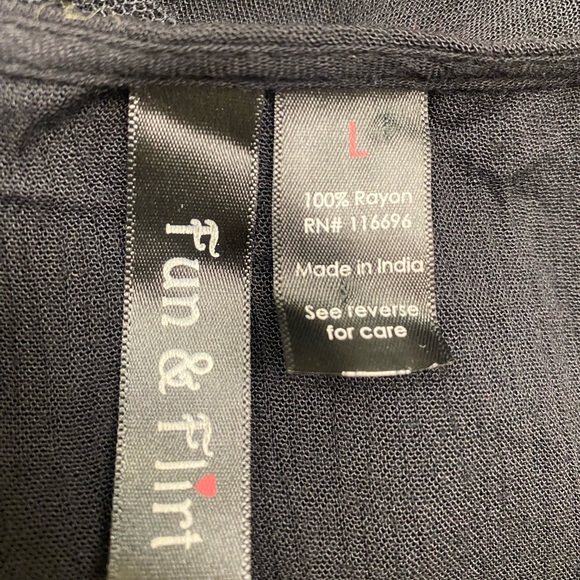 Fun & Flirt
L
100% Rayon
RN# 116696
Made in India
See reverse
for care